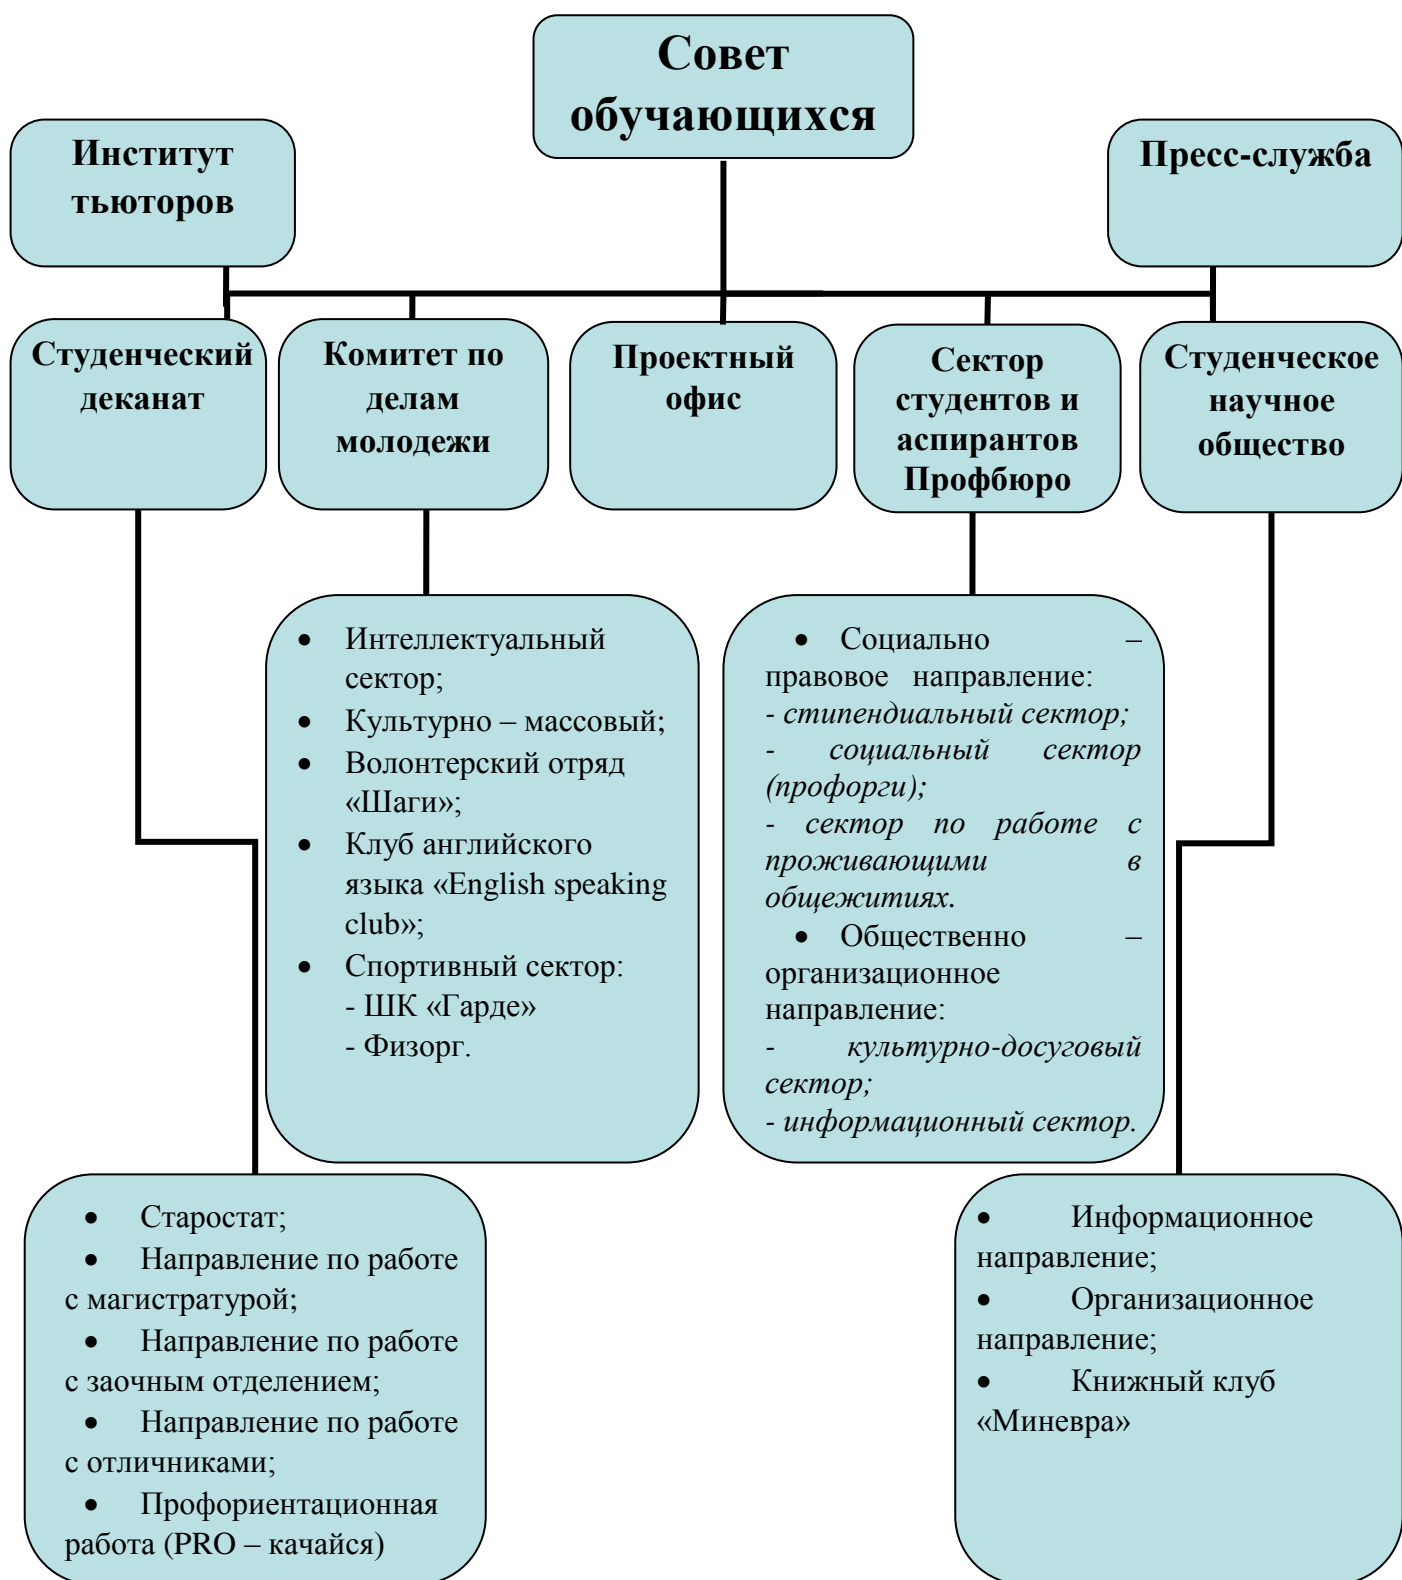 Совет
обучающихся
Институт
тьюторов
Пресс-служба
Студенческий
деканат
Комитет по
делам
молодежи
Проектный
офис
Сектор
студентов и
аспирантов
Профбюро
Студенческое
научное
общество
• Интеллектуальный
сектор;
• Культурно – массовый;
• Волонтерский отряд
«Шаги»;
• Клуб английского
языка «English speaking
club»;
• Спортивный сектор:
- ШК «Гарде»
- Физорг.
• Социально –
правовое направление:
- стипендиальный сектор;
- социальный сектор
(профорги);
- сектор по работе с
проживающими в
общежитиях.
• Общественно –
организационное
направление:
- культурно-досуговый
сектор;
- информационный сектор.
• Старостат;
• Направление по работе
с магистратурой;
• Направление по работе
с заочным отделением;
• Направление по работе
с отличниками;
• Профориентационная
работа (PRO – качайся)
• Информационное
направление;
• Организационное
направление;
• Книжный клуб
«Миневра»